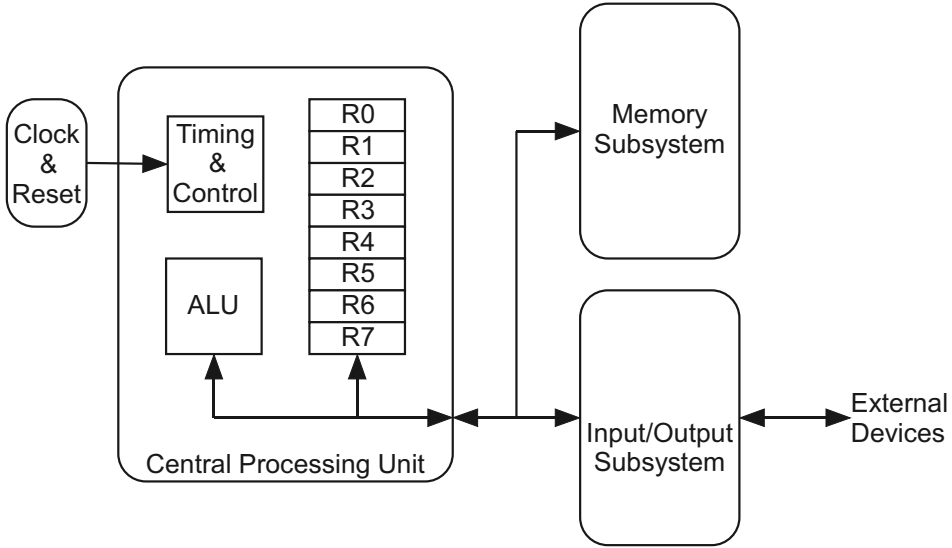 Clock
&
Reset
Timing
&
Control
ALU
R0
R1
R2
R3
R4
R5
R6
R7
Central Processing Unit
Memory
Subsystem
Input/Output
Subsystem
External
Devices